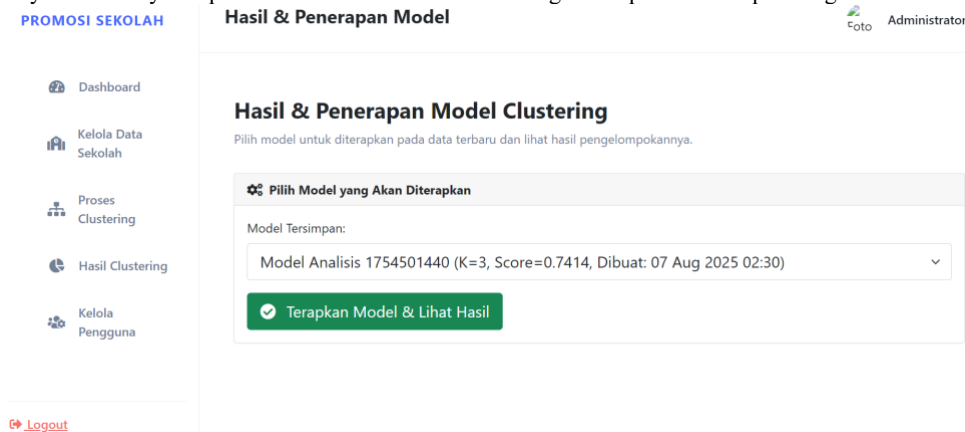 PROMOSI SEKOLAH
Hasil & Penerapan Model
Foto
Administrator
Dashboard
Kelola Data
Sekolah
Proses
Clustering
Hasil Clustering
Kelola
Pengguna
Logout
Hasil & Penerapan Model Clustering
Pilih model untuk diterapkan pada data terbaru dan lihat hasil pengelompokannya.
Pilih Model yang Akan Diterapkan
Model Tersimpan:
Model Analisis 1754501440 (K=3, Score=0.7414, Dibuat: 07 Aug 2025 02:30)
Terapkan Model & Lihat Hasil